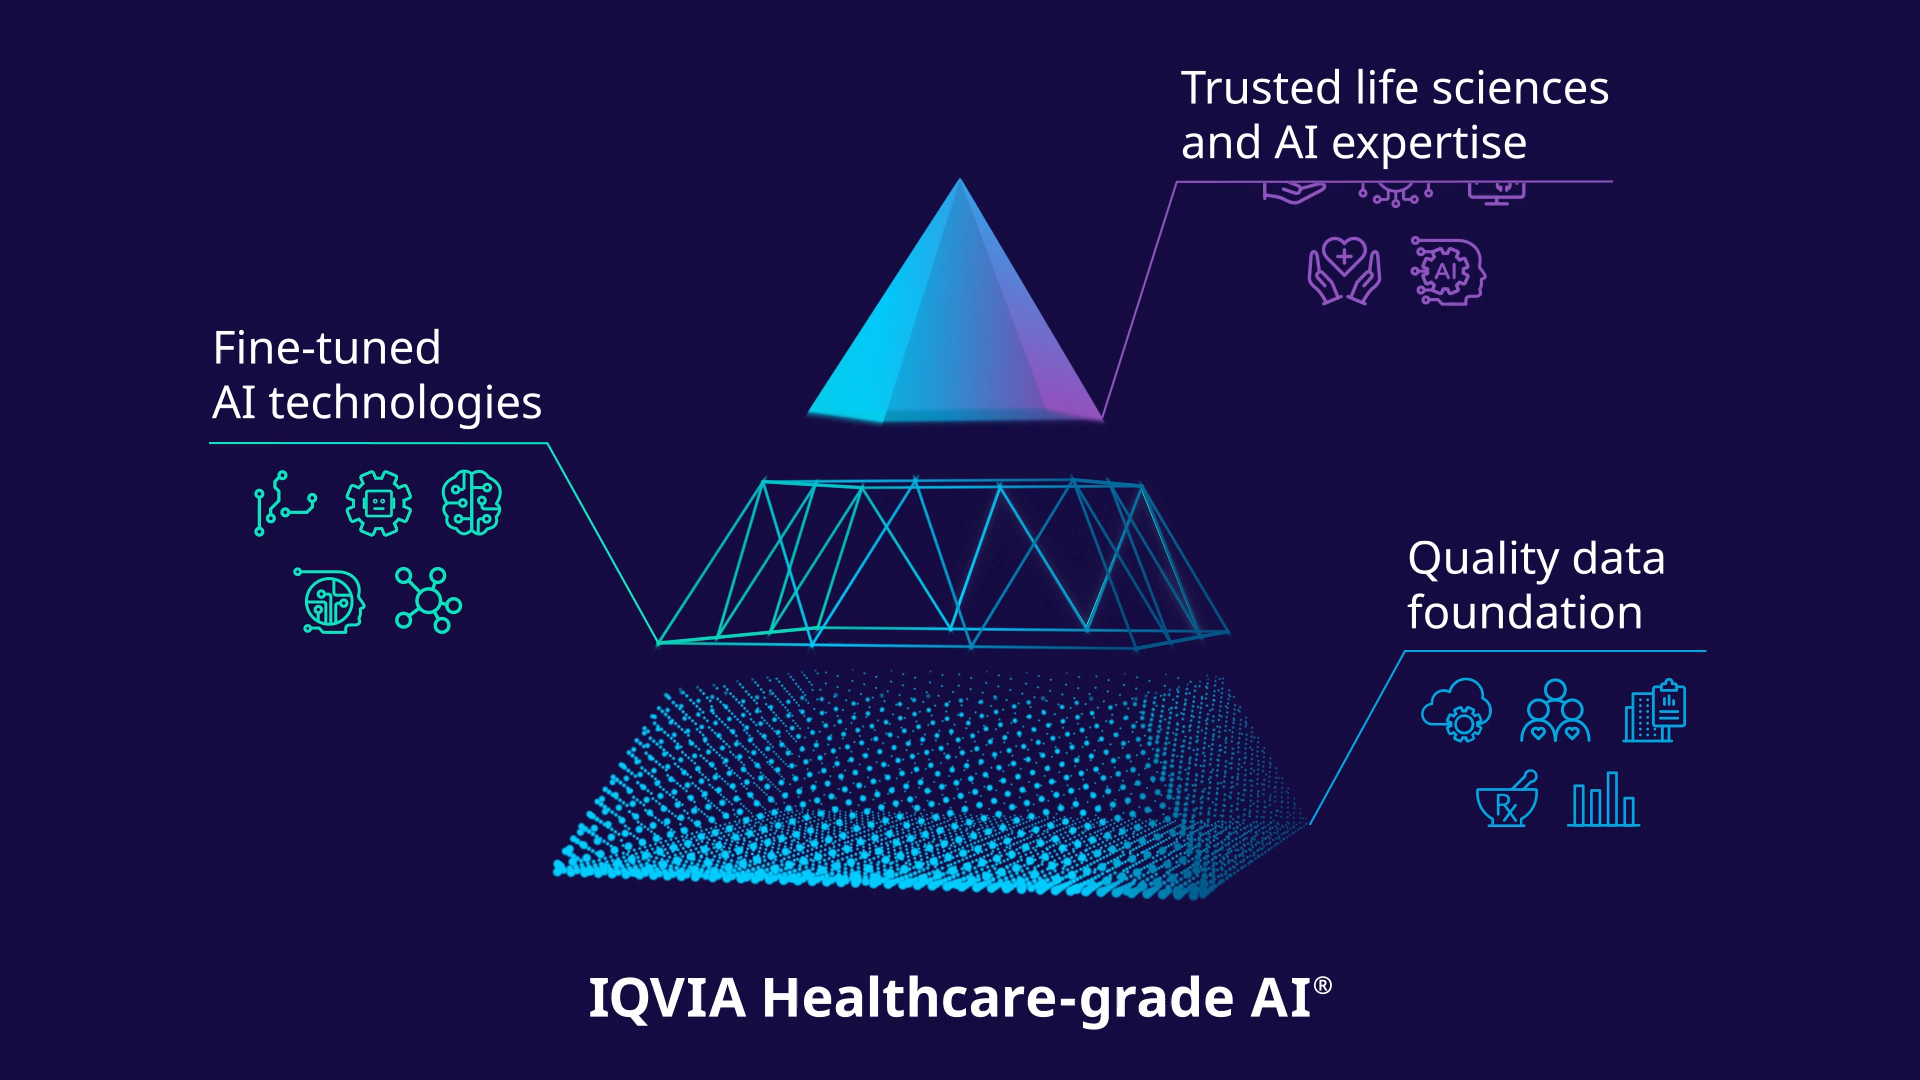 Trusted life sciences
and AI expertise
AI
Fine-tuned
AI technologies
Quality data
foundation
Rx
IQVIA Healthcare-grade AI®